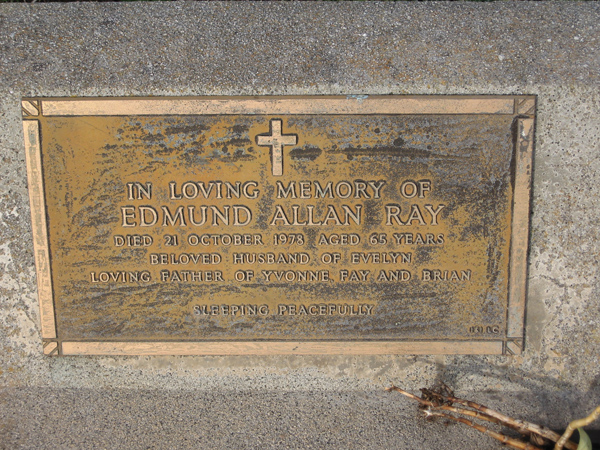 IN LOVING MEMORY OF
EDMUND ALLAN RAY
DIED 21 OCTOBER 1978 AGED 65 YEARS
BELOVED HUSBAND OF EVELYN
LOVING FATHER OF YVONNE, FAY AND BRIAN
SLEEPING PEACEFULLY